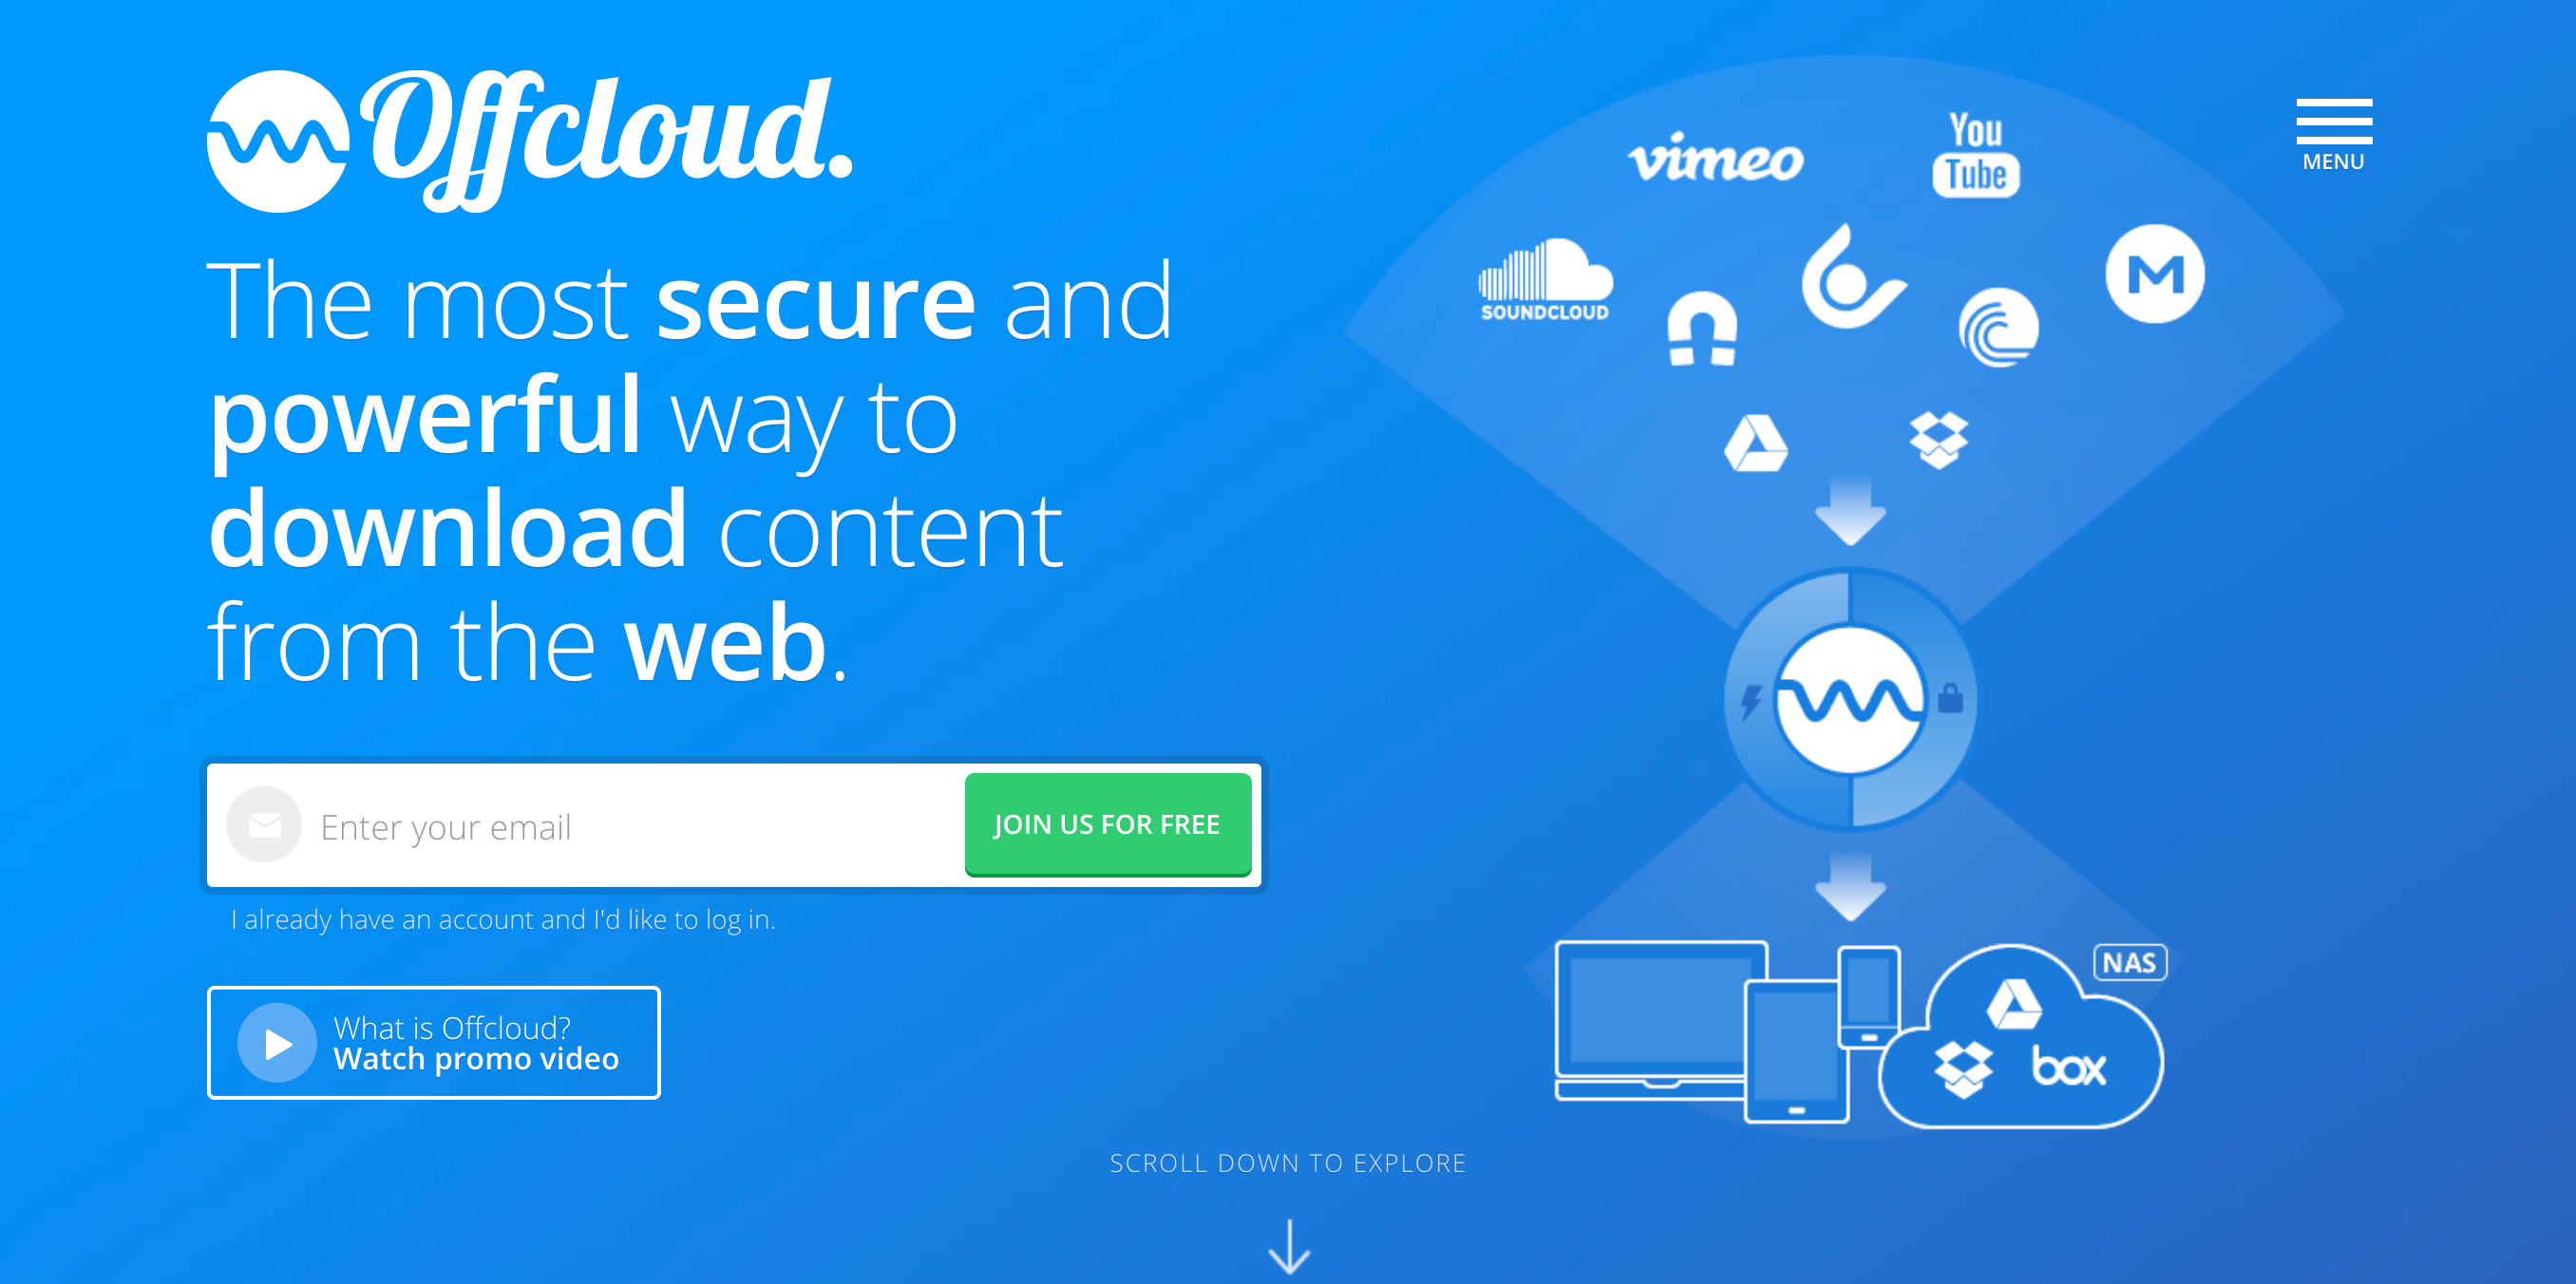 Offcloud.
The most secure and
powerful way to
download content
from the web.
Enter your email
JOIN US FOR FREE
I already have an account and I'd like to log in.
What is Offcloud?
Watch promo video
vimeo
You
Tube
MENU
SOUNDCLOUD
M
NAS
box
SCROLL DOWN TO EXPLORE